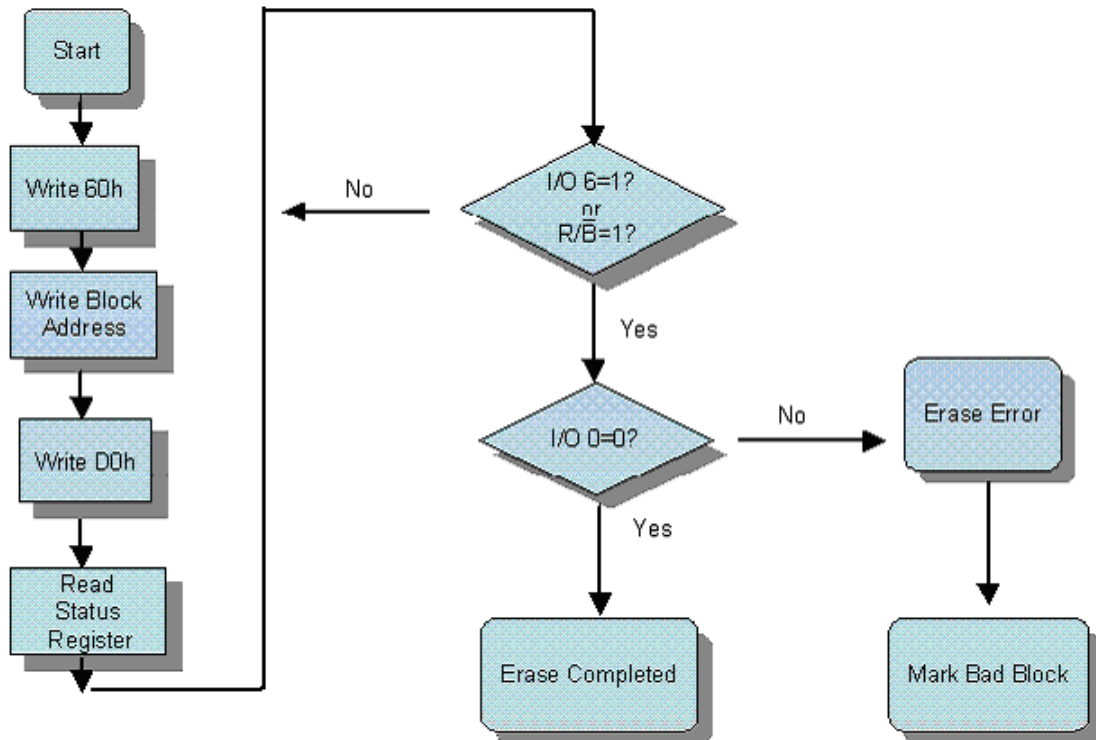 Start
Write 60h
Write Block
Address
Write D0h
Read
Status
Register
I/O 6=1?
or
R/B̅=1?
No
Yes
I/O 0=0?
No
Yes
Erase Error
Erase Completed
Mark Bad Block